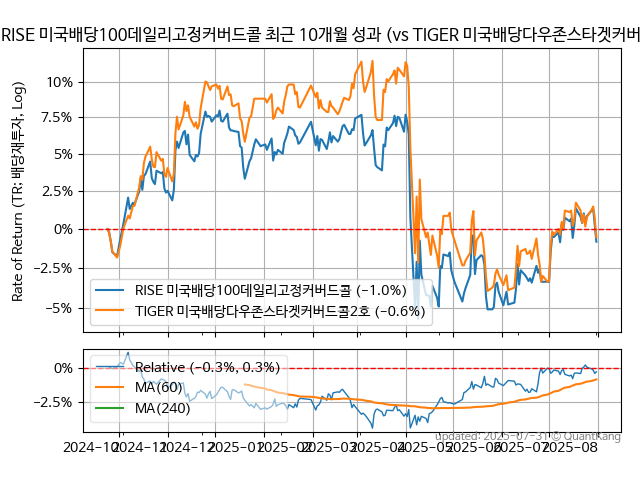 RISE 미국배당100데일리고정커버드콜 최근 10개월 성과 (vs TIGER 미국배당다우존스타겟커버
Rate of Return (TR: 배당재투자, Log)
10%
7.5%
5%
2.5%
0%
−2.5%
−5%
RISE 미국배당100데일리고정커버드콜 (−1.0%)
TIGER 미국배당다우존스타겟커버드콜2호 (−0.6%)
0%
−2.5%
Relative (−0.3%, 0.3%)
MA(60)
MA(240)
2024−10 2024−11 2024−12 2025−01 2025−02 2025−03 2025−04 2025−05 2025−06 2025−07 2025−08
updated: 2025-07-31 © QuantKang